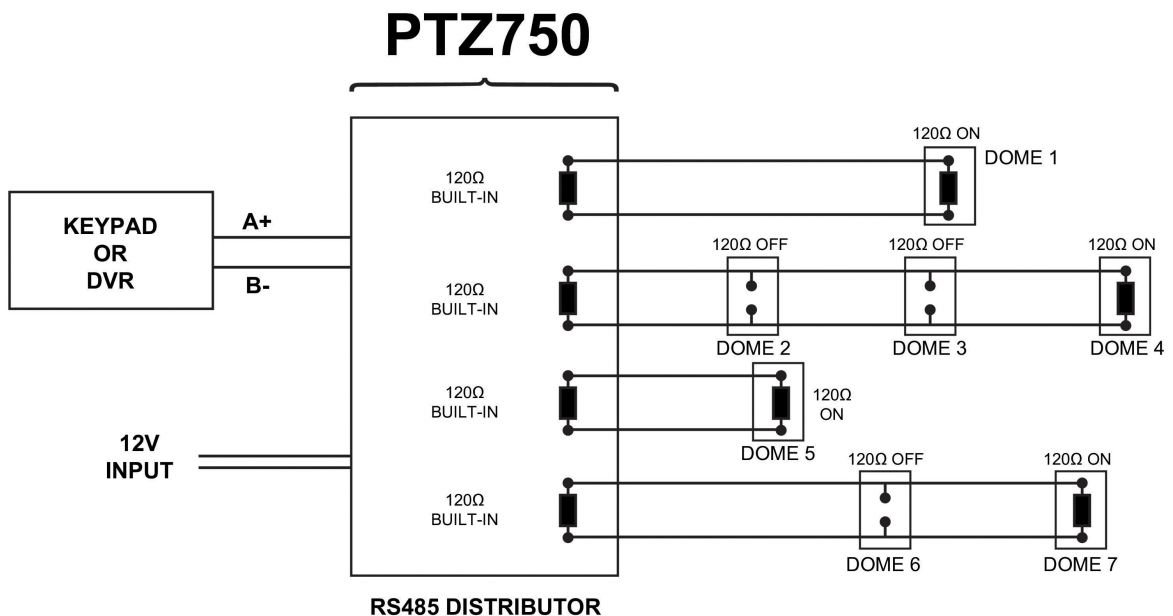 PTZ750
KEYPAD
OR
DVR
A+
B-
12V
INPUT
120Ω
BUILT-IN
120Ω ON
DOME 1
120Ω
BUILT-IN
120Ω OFF
DOME 2
120Ω OFF
DOME 3
120Ω ON
DOME 4
120Ω
BUILT-IN
120Ω
ON
DOME 5
120Ω
BUILT-IN
120Ω OFF
DOME 6
120Ω ON
DOME 7
RS485 DISTRIBUTOR